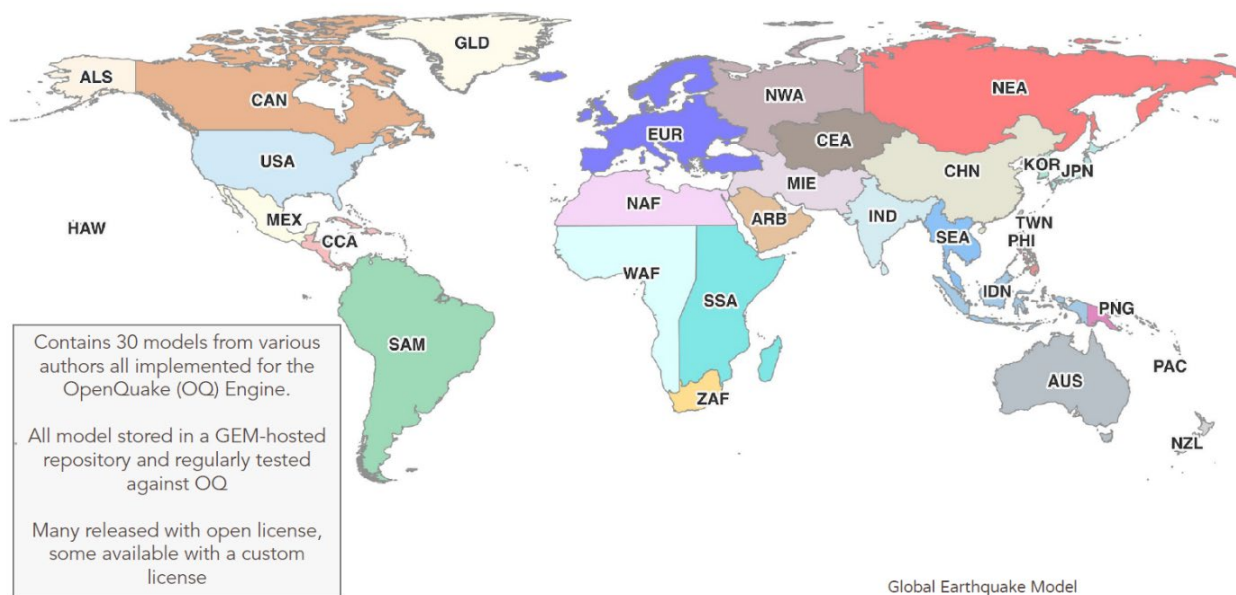 GLD
ALS
CAN
NWA
NEA
EUR
CEA
USA
CHN
KOR
JPN
MIE
NAF
ARB
IND
MEX
HAW
CCA
TWN
SEA
PHI
WAF
SSA
IDN
PNG
SAM
PAC
AUS
ZAF
NZL
Contains 30 models from various
authors all implemented for the
OpenQuake (OQ) Engine.
All model stored in a GEM-hosted
repository and regularly tested
against OQ
Many released with open license,
some available with a custom
license
Global Earthquake Model